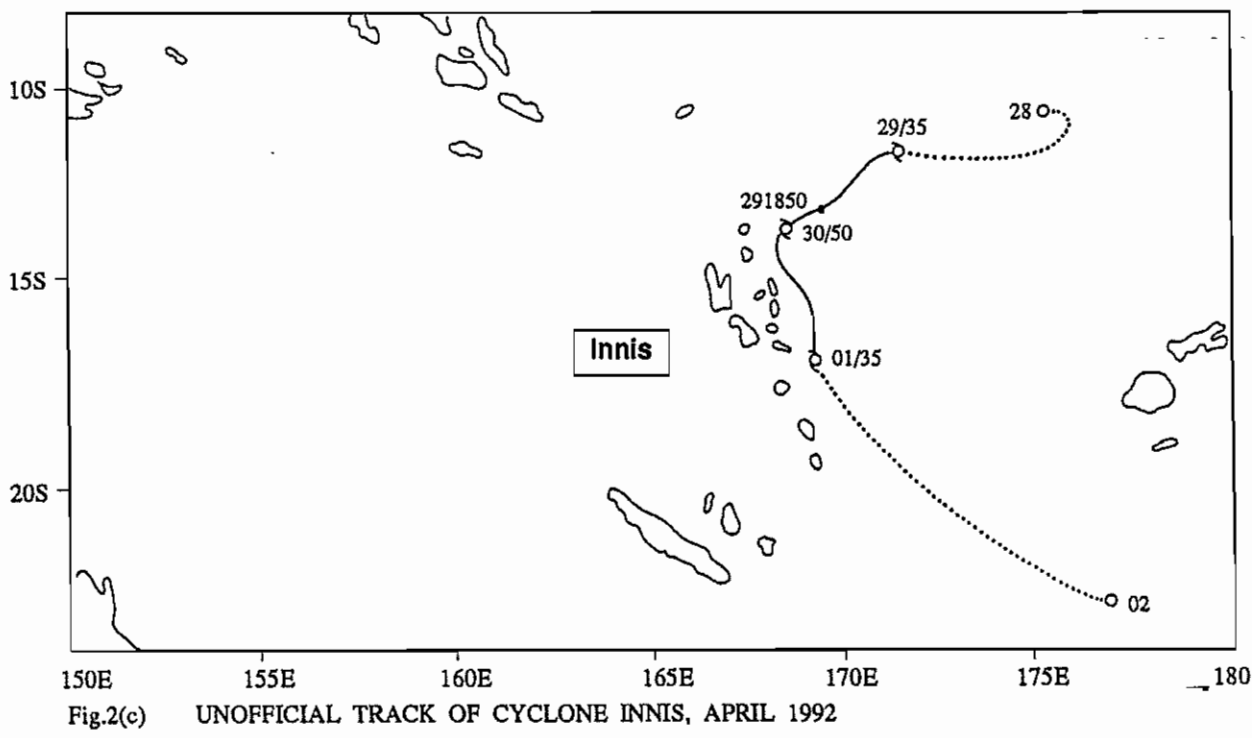 10S
28
29/35
291850
30/50
15S
Innis
01/35
20S
02
150E 155E 160E 165E 170E 175E 180
Fig.2(c) UNOFFICIAL TRACK OF CYCLONE INNIS, APRIL 1992